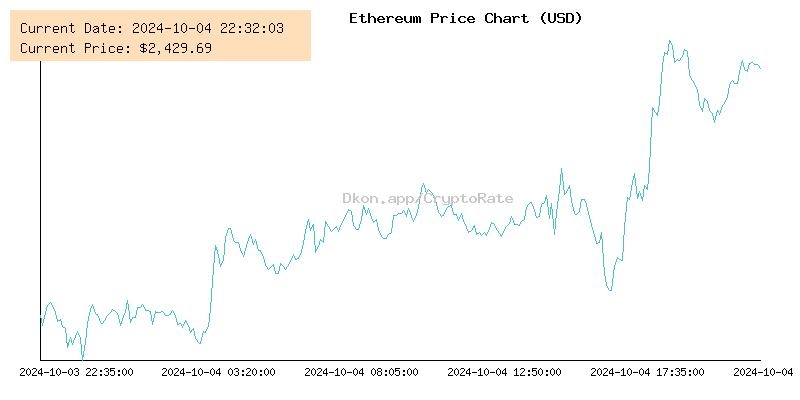 Ethereum Price Chart (USD)
Current Date: 2024-10-04 22:32:03
Current Price: $2,429.69
Dkon.app/CryptoRate
2024-10-03 22:35:00 2024-10-04 03:20:00 2024-10-04 08:05:00 2024-10-04 12:50:00 2024-10-04 17:35:00 2024-10-04